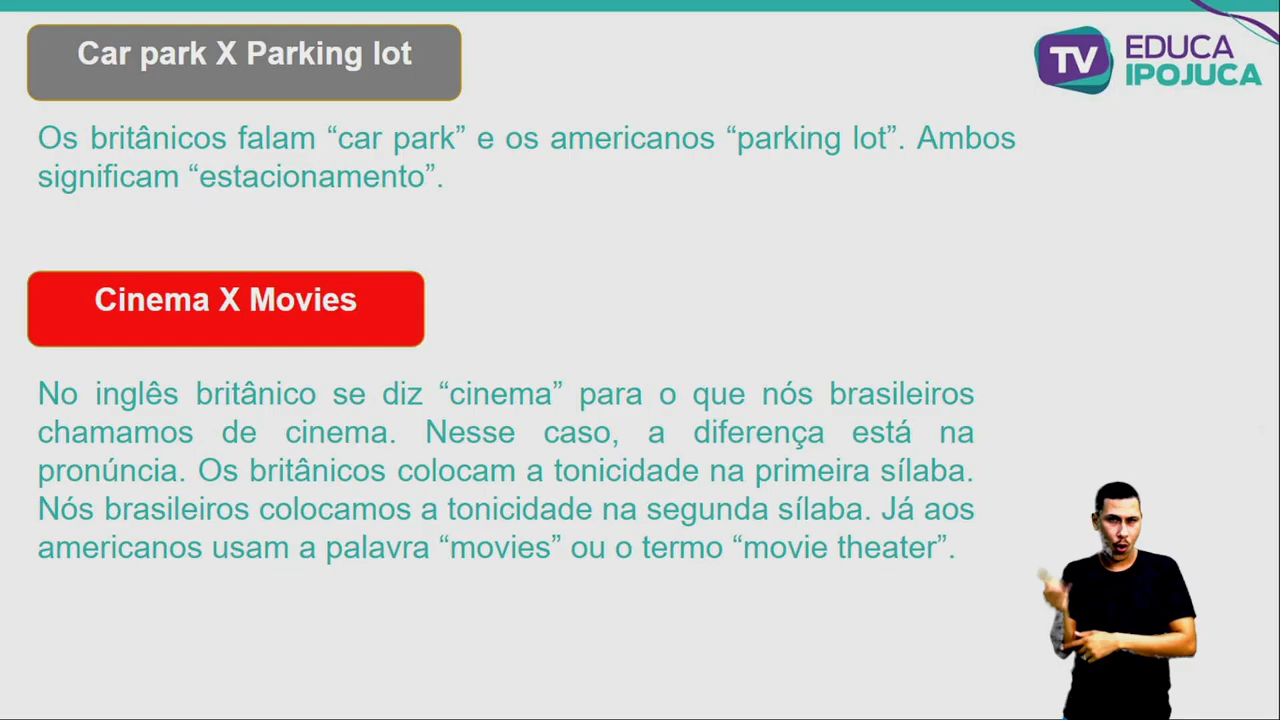 Car park X Parking lot
TV EDUCA
IPOJUCA
Os britânicos falam “car park” e os americanos “parking lot”. Ambos
significam “estacionamento”.
Cinema X Movies
No inglês britânico se diz “cinema” para o que nós brasileiros
chamamos de cinema. Nesse caso, a diferença está na
pronúncia. Os britânicos colocam a tonicidade na primeira sílaba.
Nós brasileiros colocamos a tonicidade na segunda sílaba. Já aos
americanos usam a palavra “movies” ou o termo “movie theater”.